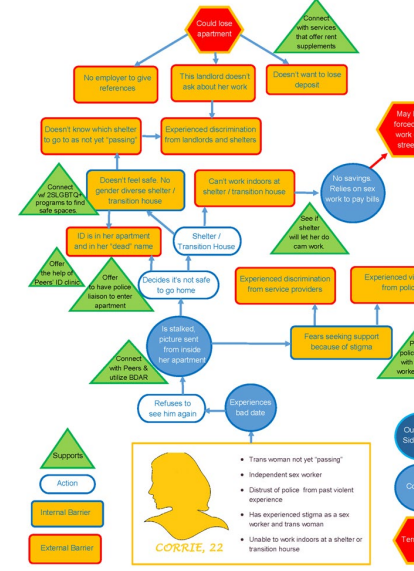 Could lose
apartment
Connect
with services
that offer rent
supplements
No employer to give
references
This landlord doesn't
ask about her work
Doesn't want to lose
deposit
May
forced
work
stree
Doesn't know which shelter
to go to as not yet "passing"
Experienced discrimination
from landlords and shelters
Connect
w/ 2SLGBTQ+
programs to find
safe spaces.
Doesn't feel safe. No
gender diverse shelter /
transition house
Can't work indoors at
shelter / transition house
No savings
Relies on sex
work to pay bills
See if
shelter
will let her do
cam work
ID is in her apartment
and in her "dead" name
Shelter /
Transition House
Offer
the help of
Peers' ID clinic
Offer
to have police
liaison to enter
apartment
Decides it's not safe
to go home
Experienced discrimination
from service providers
Experienced vi
from polic
Is stalked,
picture sent
from inside
her apartment
Fears seeking support
because of stigma
P
polic
with
worke
Connect
with Peers &
utilize BDAR
Refuses to
see him again
Experiences
bad date
Ou
Sid
Supports
Action
Internal Barrier
External Barrier
• Trans woman not yet "passing"
• Independent sex worker
• Distrust of police from past violent
experience
• Has experienced stigma as a sex
worker and trans woman
• Unable to work indoors at a shelter or
transition hourse
CORRIE, 22
Co
Tem